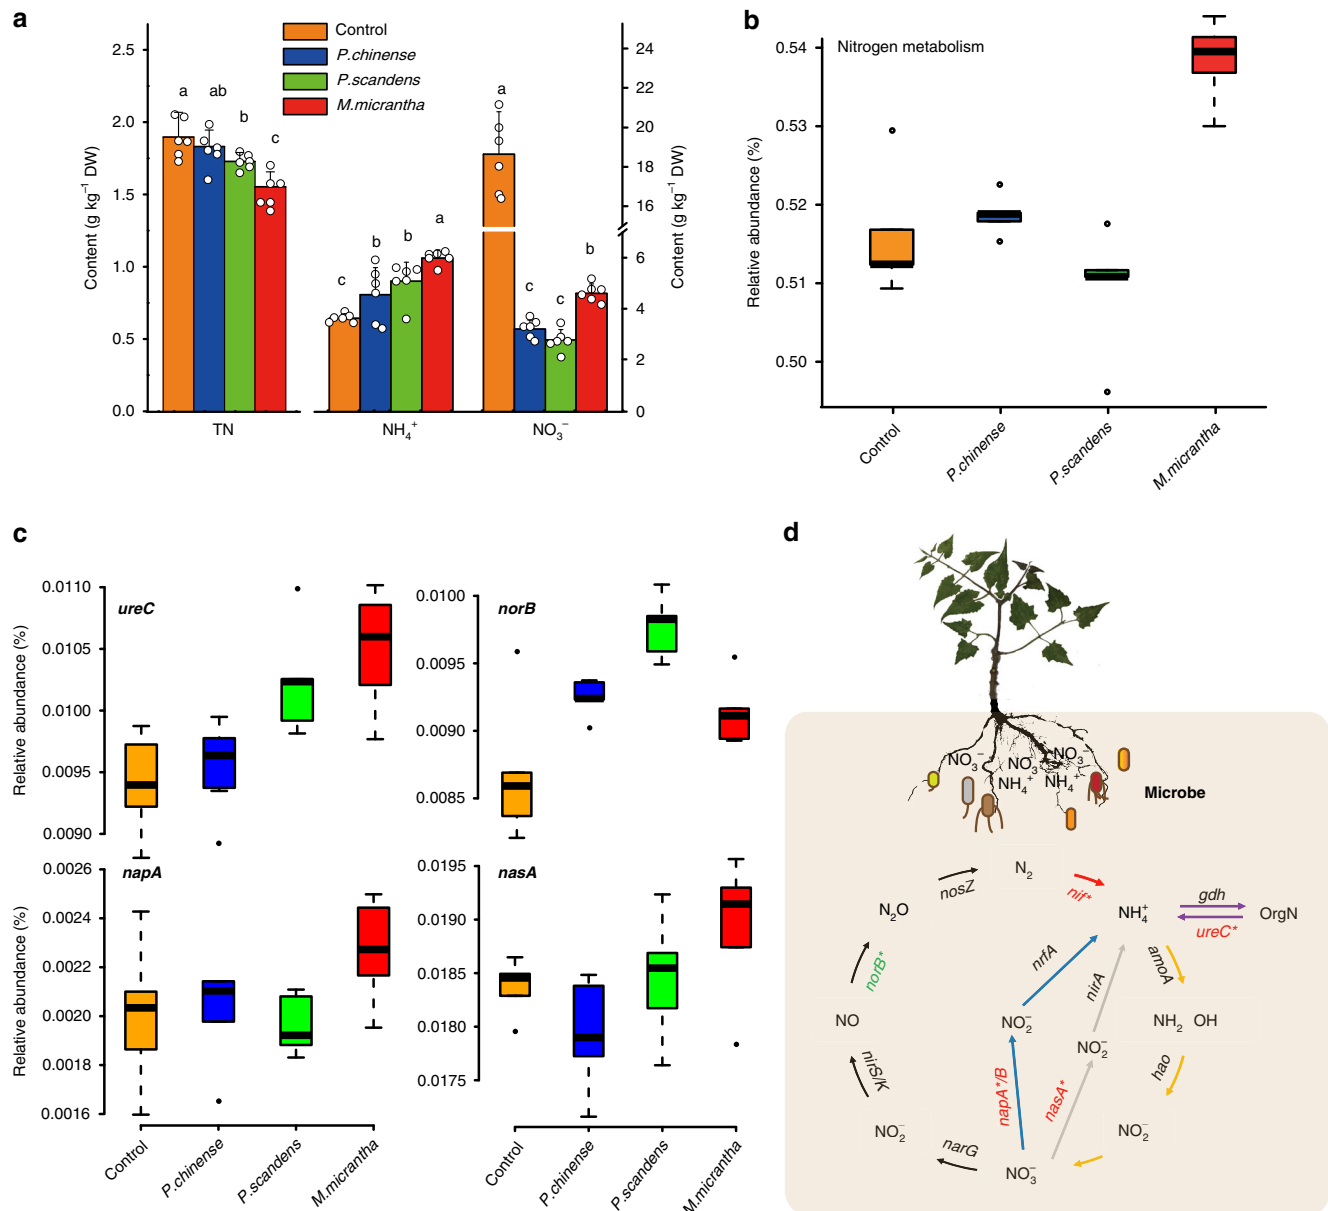 a
Control
P.chinense
P.scandens
M.micrantha
Content (g kg⁻¹ DW)
2.5
2.0
1.5
1.0
0.5
0.0
a
ab
b
c
c
b
b
a
a
c
c
b
TN
NH₄⁺
NO₃⁻
24
22
20
18
16
6
4
2
0
Content (g kg⁻¹ DW)
b
Nitrogen metabolism
Relative abundance (%)
0.54
0.53
0.52
0.51
0.50
Control
P.chinense
P.scandens
M.micrantha
c
ureC
Relative abundance (%)
0.0110
0.0105
0.0100
0.0095
0.0090
norB
0.0100
0.0095
0.0090
0.0085
napA
Relative abundance (%)
0.0026
0.0024
0.0022
0.0020
0.0018
0.0016
nasA
0.0195
0.0190
0.0185
0.0180
0.0175
Control
P.chinense
P.scandens
M.micrantha
Control
P.chinense
P.scandens
M.micrantha
d
NO₃⁻
NO₃⁻
NO₃⁻
NH₄⁺
NH₄⁺
Microbe
N₂
nosZ
nif*
N₂O
NH₄⁺
gdh
OrgN
ureC*
norB*
nrfA
nirA
amoA
NO
NO₂⁻
NO₂⁻
NH₂ OH
nirS/K
napA*/B
nasA*
hao
NO₂⁻
NO₂⁻
narG
NO₃⁻